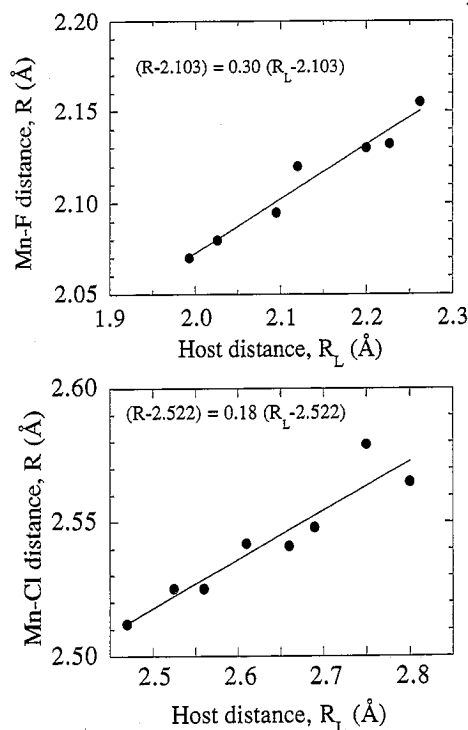 2.20
(R-2.103) = 0.30 (R_L-2.103)
2.15
2.10
2.05
Mn-F distance, R (Å)
1.9 2.0 2.1 2.2 2.3
Host distance, R_L (Å)
2.60
(R-2.522) = 0.18 (R_L-2.522)
2.55
2.50
Mn-Cl distance, R (Å)
2.5 2.6 2.7 2.8
Host distance, R_L (Å)